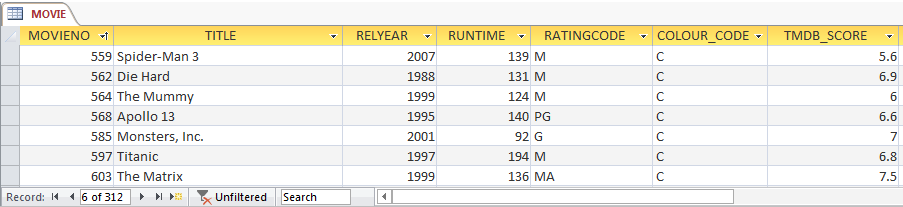 MOVIE
MOVIENO TITLE RELYEAR RUNTIME RATINGCODE COLOUR_CODE TMDB_SCORE
559 Spider-Man 3 2007 139 M C 5.6
562 Die Hard 1988 131 M C 6.9
564 The Mummy 1999 124 M C 6
568 Apollo 13 1995 140 PG C 6.6
585 Monsters, Inc. 2001 92 G C 7
597 Titanic 1997 194 M C 6.8
603 The Matrix 1999 136 MA C 7.5
Record: 6 of 312 Unfiltered Search